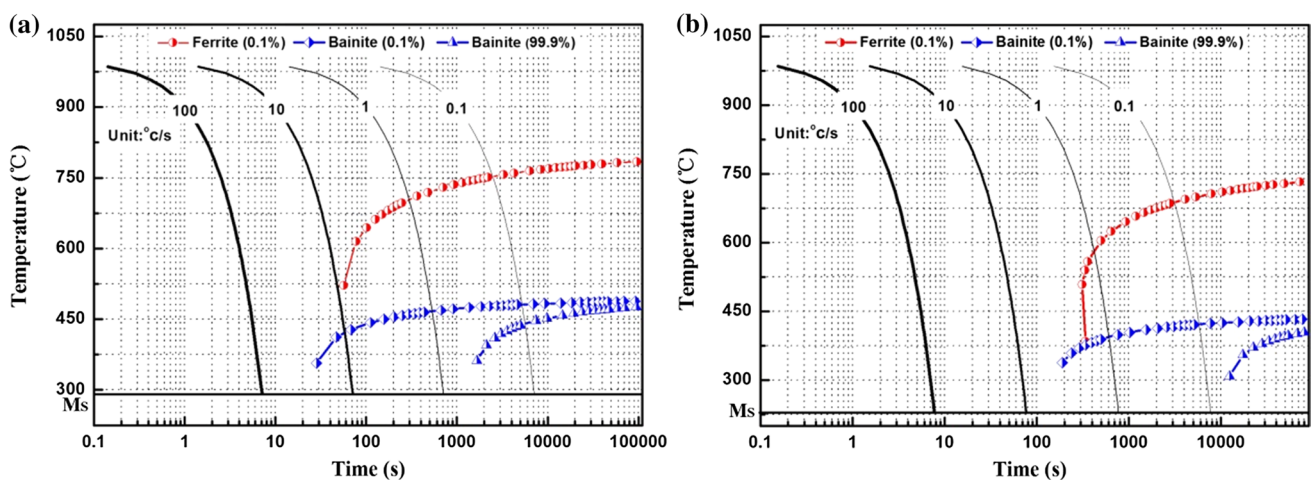 (a)
1050
Ferrite (0.1%) Bainite (0.1%) Bainite (99.9%)
900
100 10 1 0.1
Unit:°c/s
750
600
450
300
Ms
0.1 1 10 100 1000 10000 100000
Temperature (℃)
Time (s)
(b)
1050
Ferrite (0.1%) Bainite (0.1%) Bainite (99.9%)
900
100 10 1 0.1
Unit:°c/s
750
600
450
300
Ms
0.1 1 10 100 1000 10000
Temperature (℃)
Time (s)